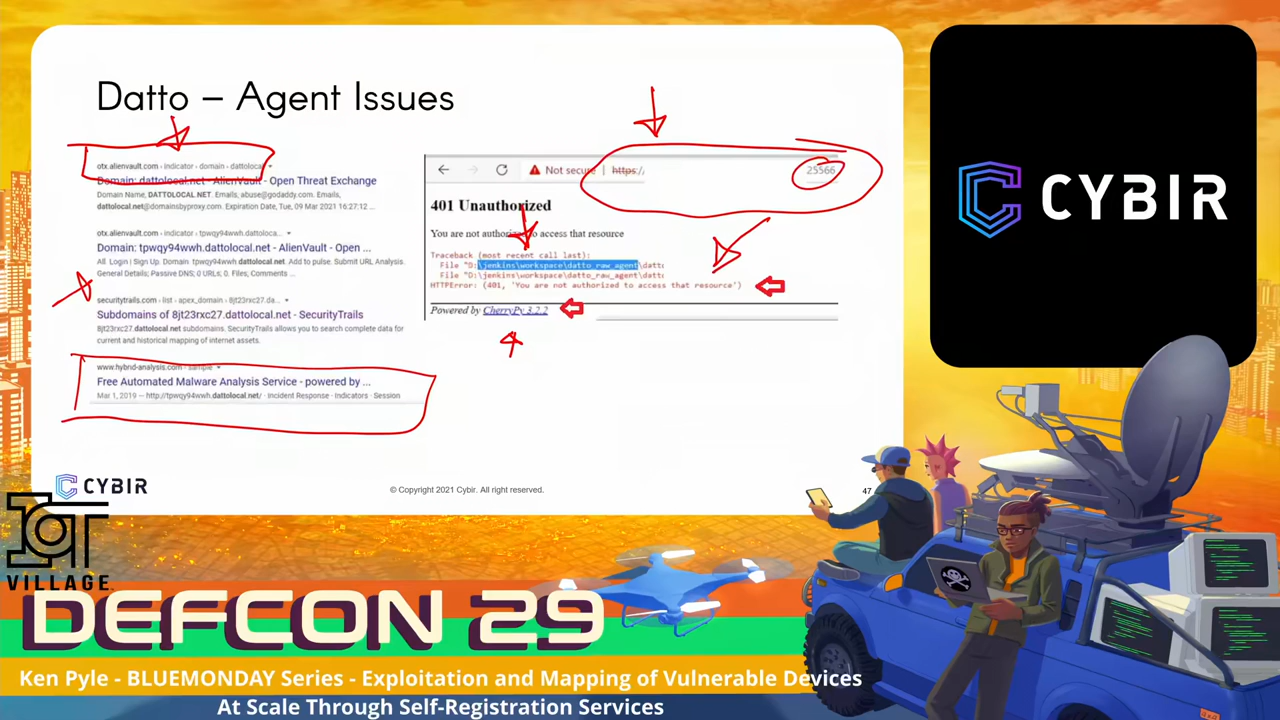 Datto – Agent Issues
otx.alienvault.com › indicator › domain › dattolocal
Domain: dattolocal.net - AlienVault - Open Threat Exchange
Domain Name, DATTOLOCAL.NET. Emails, abuse@godaddy.com. Emails,
dattolocal.net@domainsbyproxy.com. Expiration Date, Tue, 09 Mar 2021 16:27:12 ...
otx.alienvault.com › indicator › domain › tpwqy94ww...
Domain: tpwqy94wwh.dattolocal.net - AlienVault - Open ...
All Login | Sign Up. Domain tpwqy94wwh.dattolocal.net. Add to pulse. Submit URL Analysis.
General Details; Passive DNS; 0 URLs; 0. Files; Comments ...
securitytrails.com › list › apex_domain › 8jt23rxc27.da...
Subdomains of 8jt23rxc27.dattolocal.net - SecurityTrails
8jt23rxc27.dattolocal subdomains. SecurityTrails allows you to search complete data for
current and historical mapping of internet assets.
www.hybrid-analysis.com › sample
Free Automated Malware Analysis Service - powered by ...
Mar 1, 2019 — http://tpwqy94wwh.dattolocal.net/ · Incident Response · Indicators · Session
Not secure https:/ 25566
401 Unauthorized
You are not authorized to access that resource
Traceback (most recent call last):
File "D:\jenkins\workspace\datto_raw_agent\datt
File "D:\jenkins\workspace\datto_raw_agent\datt
HTTPError: (401, 'You are not authorized to access that resource')
Powered by CherryPy 3.2.2
CYBIR
© Copyright 2021 Cybir. All right reserved.
47
CYBIR
IOT
VILLAGE
DEFCON 29
Ken Pyle - BLUEMONDAY Series - Exploitation and Mapping of Vulnerable Devices
At Scale Through Self-Registration Services